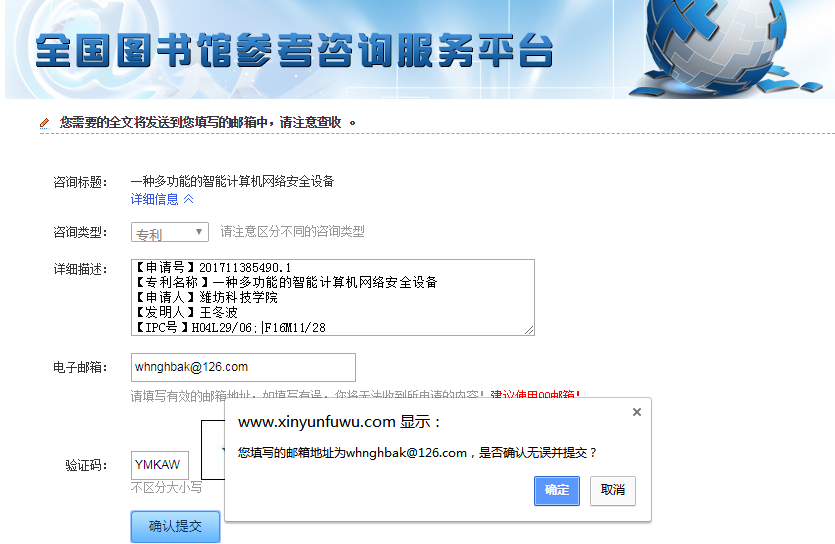 全国图书馆参考咨询服务平台
您需要的全文将发送到您填写的邮箱中，请注意查收 。
咨询标题： 一种多功能的智能计算机网络安全设备
详细信息
咨询类型： 专利 请注意区分不同的咨询类型
详细描述： 【申请号】201711385490.1
【专利名称】一种多功能的智能计算机网络安全设备
【申请人】潍坊科技学院
【发明人】王冬波
【IPC号】H04L29/06;|F16M11/28
电子邮箱： whnghbak@126.com
请填写有效的邮箱地址，如填写有误，您将无法收到所申请的内容！建议使用QQ邮箱！
www.xinyunfuwu.com 显示：
您填写的邮箱地址为whnghbak@126.com，是否确认无误并提交？
验证码： YMKAW
不区分大小写
确定 取消
确认提交